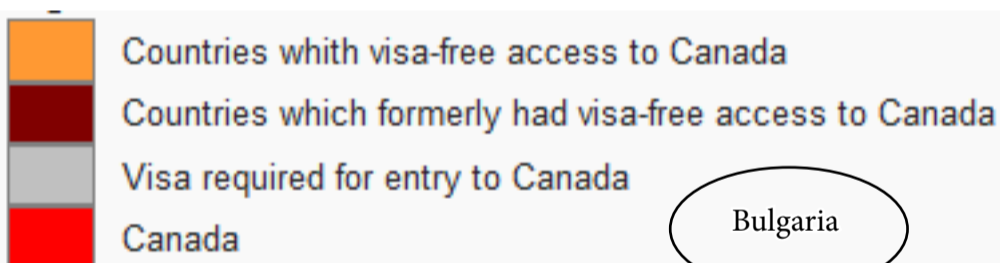 Countries whith visa-free access to Canada
Countries which formerly had visa-free access to Canada
Visa required for entry to Canada
Canada
Bulgaria